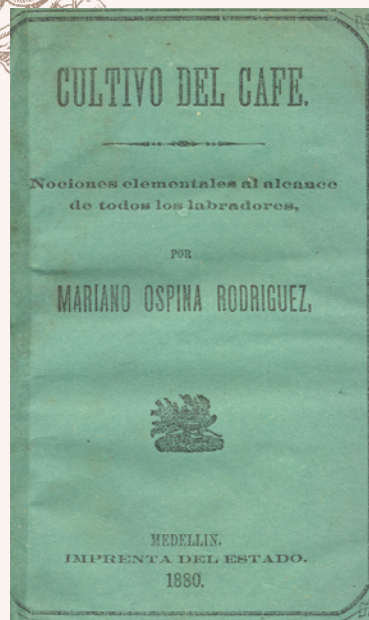 CULTIVO DEL CAFE.
Nociones elementales al alcance
de todos los labradores,
POR
MARIANO OSPINA RODRIGUEZ,
MEDELLIN.
IMPRENTA DEL ESTADO.
1880.